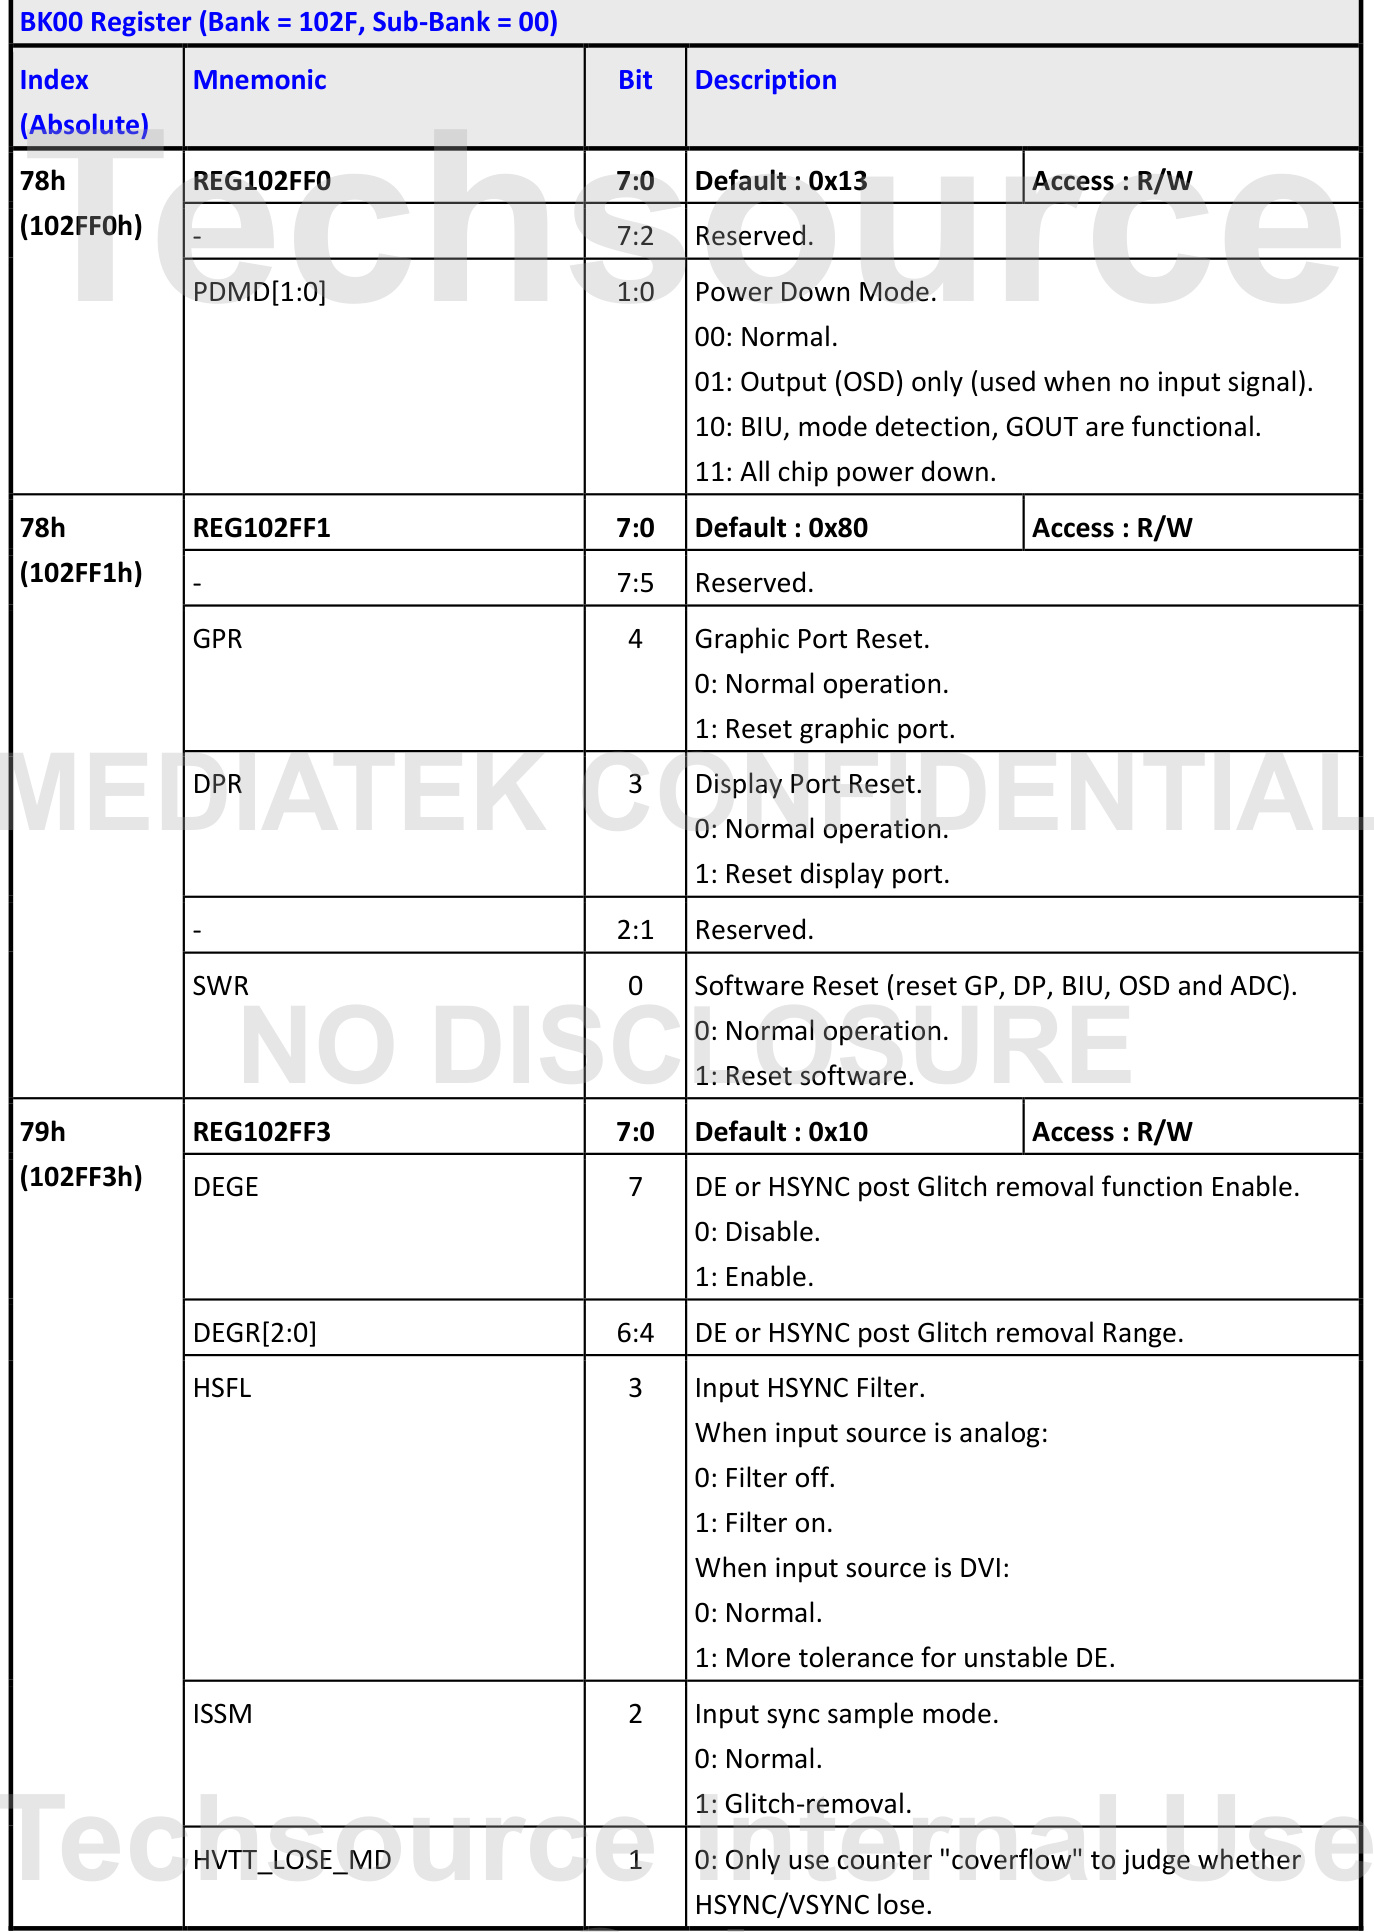 BK00 Register (Bank = 102F, Sub-Bank = 00)
Index (Absolute) Mnemonic Bit Description
78h (102FF0h) REG102FF0 7:0 Default : 0x13 Access : R/W
- 7:2 Reserved.
PDMD[1:0] 1:0 Power Down Mode.
00: Normal.
01: Output (OSD) only (used when no input signal).
10: BIU, mode detection, GOUT are functional.
11: All chip power down.
78h (102FF1h) REG102FF1 7:0 Default : 0x80 Access : R/W
- 7:5 Reserved.
GPR 4 Graphic Port Reset.
0: Normal operation.
1: Reset graphic port.
DPR 3 Display Port Reset.
0: Normal operation.
1: Reset display port.
- 2:1 Reserved.
SWR 0 Software Reset (reset GP, DP, BIU, OSD and ADC).
0: Normal operation.
1: Reset software.
79h (102FF3h) REG102FF3 7:0 Default : 0x10 Access : R/W
DEGE 7 DE or HSYNC post Glitch removal function Enable.
0: Disable.
1: Enable.
DEGR[2:0] 6:4 DE or HSYNC post Glitch removal Range.
HSFL 3 Input HSYNC Filter.
When input source is analog:
0: Filter off.
1: Filter on.
When input source is DVI:
0: Normal.
1: More tolerance for unstable DE.
ISSM 2 Input sync sample mode.
0: Normal.
1: Glitch-removal.
HVTT_LOSE_MD 1 0: Only use counter "coverflow" to judge whether
HSYNC/VSYNC lose.
Techsource
MEDIATEK CONFIDENTIAL
NO DISCLOSURE
Techsource Internal Use